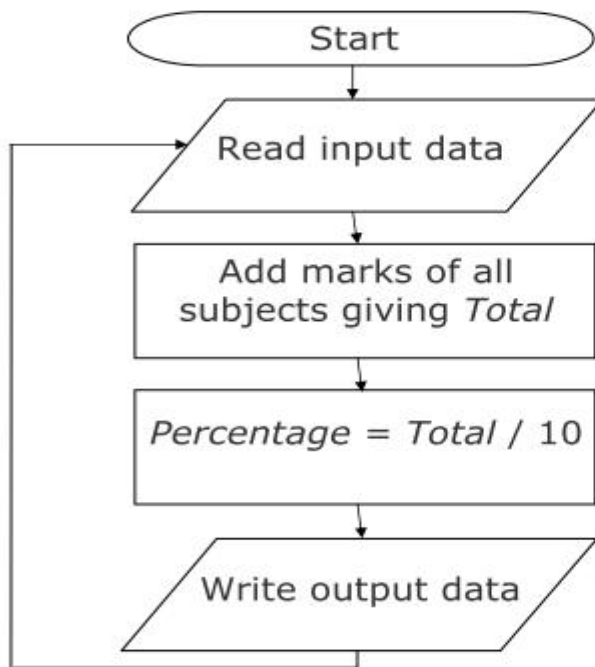 Start
Read input data
Add marks of all
subjects giving Total
Percentage = Total / 10
Write output data